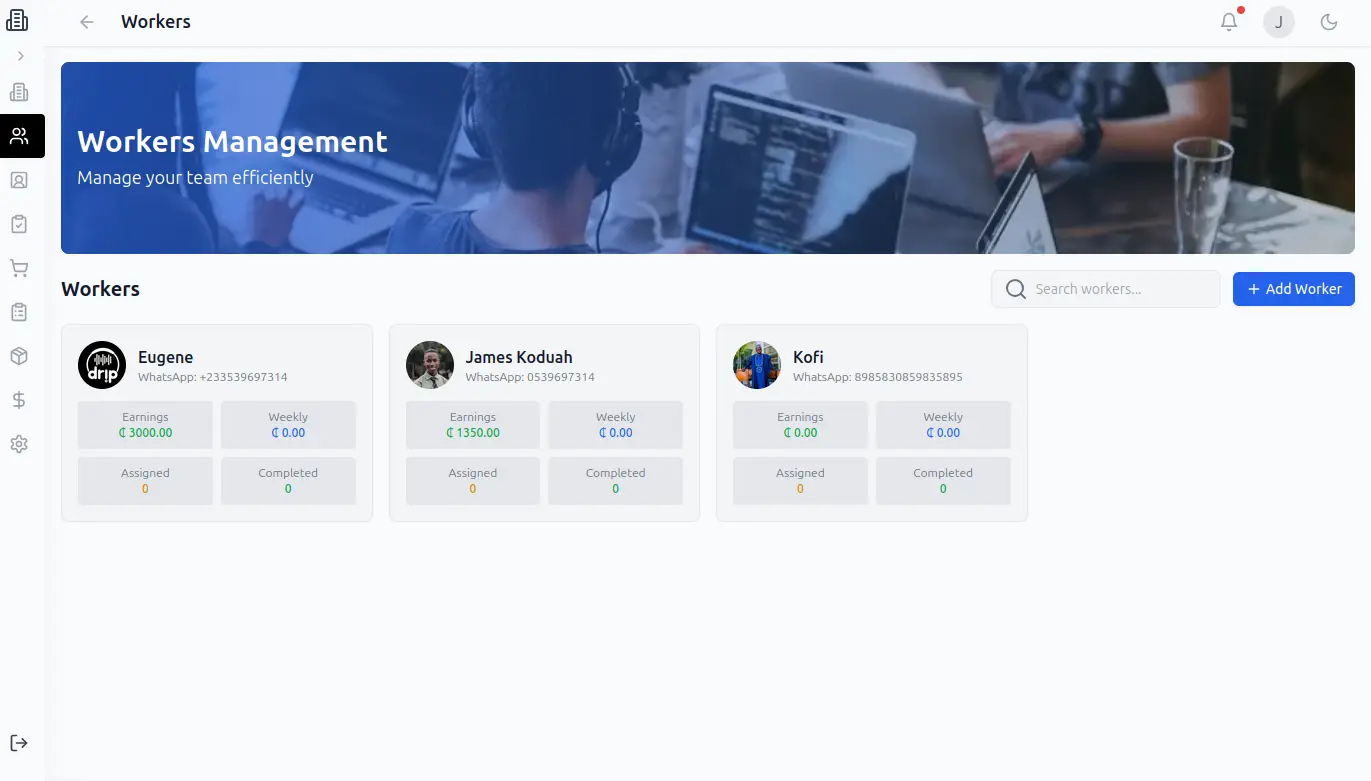 Workers
J
Workers Management
Manage your team efficiently
Workers
Search workers...
+ Add Worker
drip
Eugene
WhatsApp: +233539697314
Earnings
₵ 3000.00
Weekly
₵ 0.00
Assigned
0
Completed
0
James Koduah
WhatsApp: 0539697314
Earnings
₵ 1350.00
Weekly
₵ 0.00
Assigned
0
Completed
0
Kofi
WhatsApp: 8985830859835895
Earnings
₵ 0.00
Weekly
₵ 0.00
Assigned
0
Completed
0